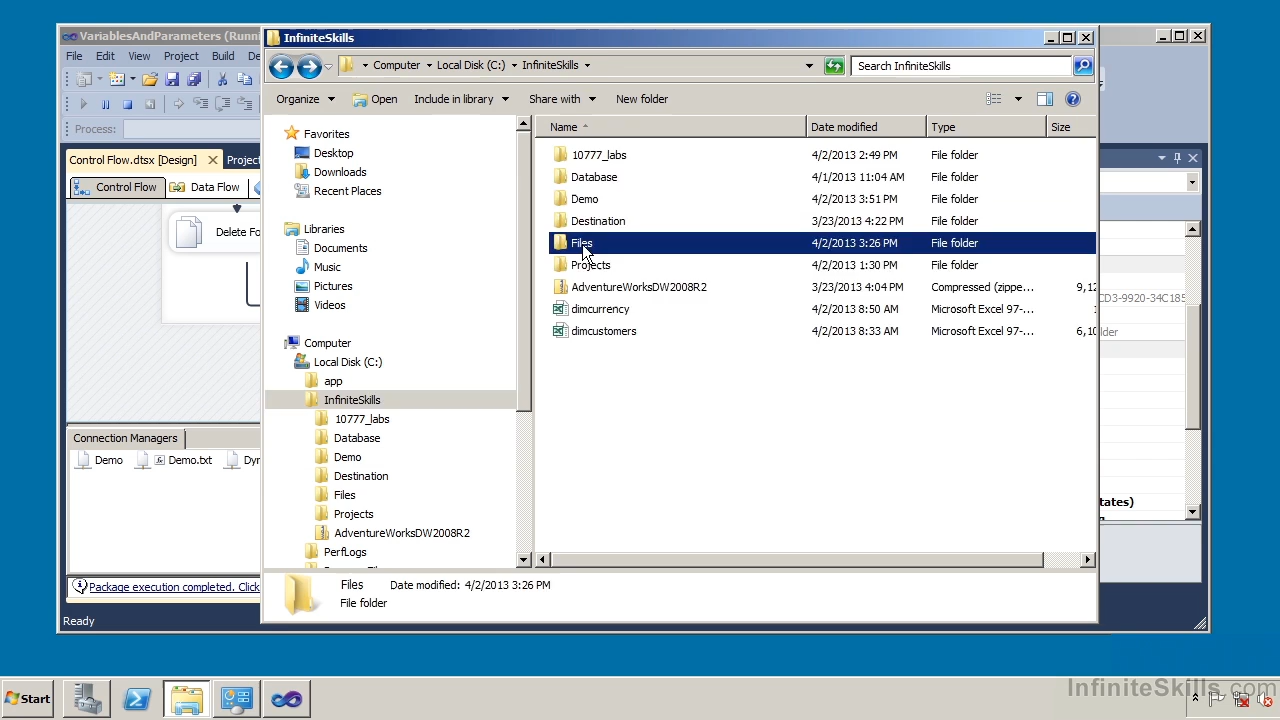 VariablesAndParameters (Runni
File Edit View Project Build De
Process:
Control Flow.dtsx [Design] Project
Control Flow Data Flow
Delete Fo
Connection Managers
Demo Demo.txt Dyn
Package execution completed. Click
Ready
InfiniteSkills
Computer Local Disk (C:) InfiniteSkills
Search InfiniteSkills
Organize Open Include in library Share with New folder
Favorites
Desktop
Downloads
Recent Places
Libraries
Documents
Music
Pictures
Videos
Computer
Local Disk (C:)
app
InfiniteSkills
10777_labs
Database
Demo
Destination
Files
Projects
AdventureWorksDW2008R2
PerfLogs
Name Date modified Type Size
10777_labs 4/2/2013 2:49 PM File folder
Database 4/1/2013 11:04 AM File folder
Demo 4/2/2013 3:51 PM File folder
Destination 3/23/2013 4:22 PM File folder
Files 4/2/2013 3:26 PM File folder
Projects 4/2/2013 1:30 PM File folder
AdventureWorksDW2008R2 3/23/2013 4:04 PM Compressed (zippe... 9,12
dimcurrency 4/2/2013 8:50 AM Microsoft Excel 97-... 1
dimcustomers 4/2/2013 8:33 AM Microsoft Excel 97-... 6,10
Files Date modified: 4/2/2013 3:26 PM
File folder
CD3-9920-34C185
lder
tates)
Start
InfiniteSkills.com